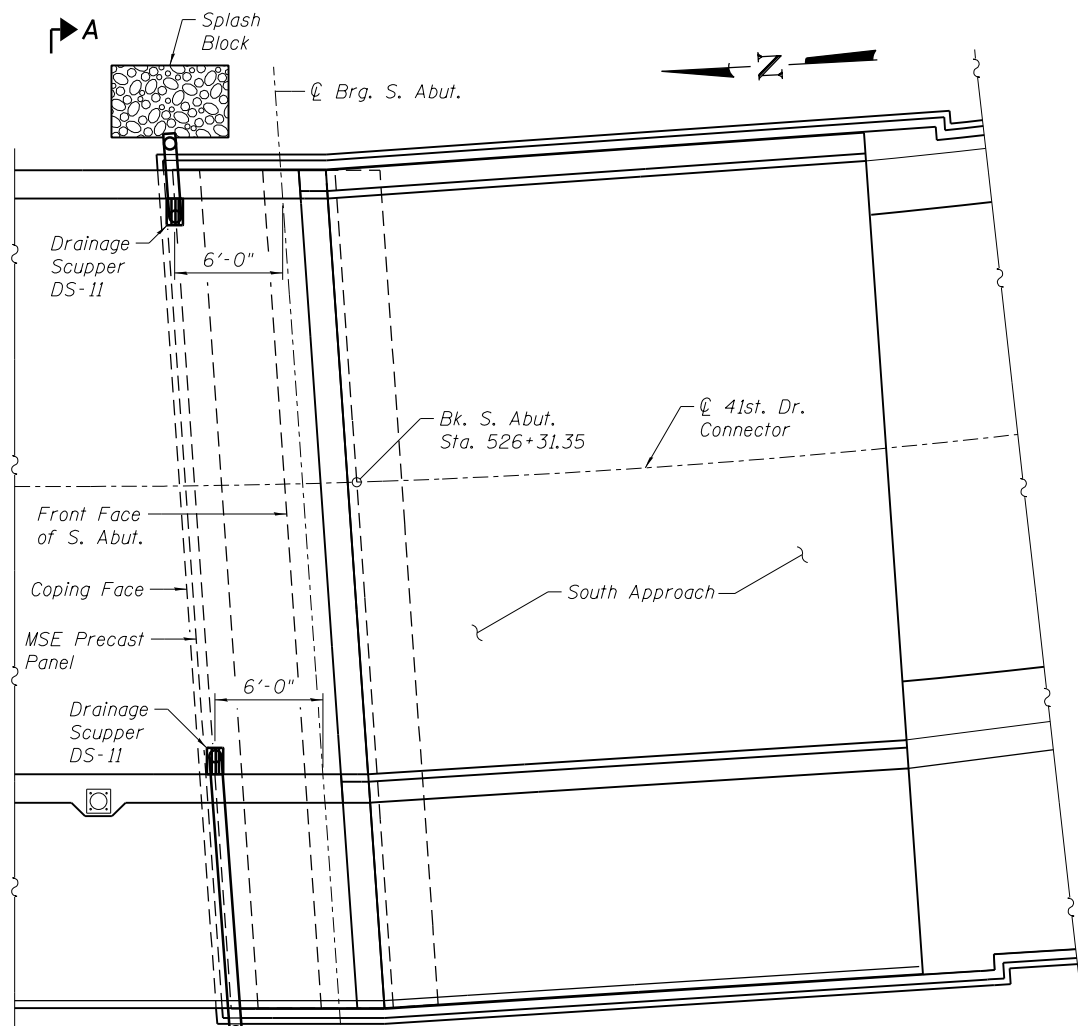 A
Splash
Block
℄ Brg. S. Abut.
N
Drainage
Scupper
DS-11
6'-0"
Bk. S. Abut.
Sta. 526+31.35
℄ 41st. Dr.
Connector
Front Face
of S. Abut.
Coping Face
South Approach
MSE Precast
Panel
6'-0"
Drainage
Scupper
DS-11